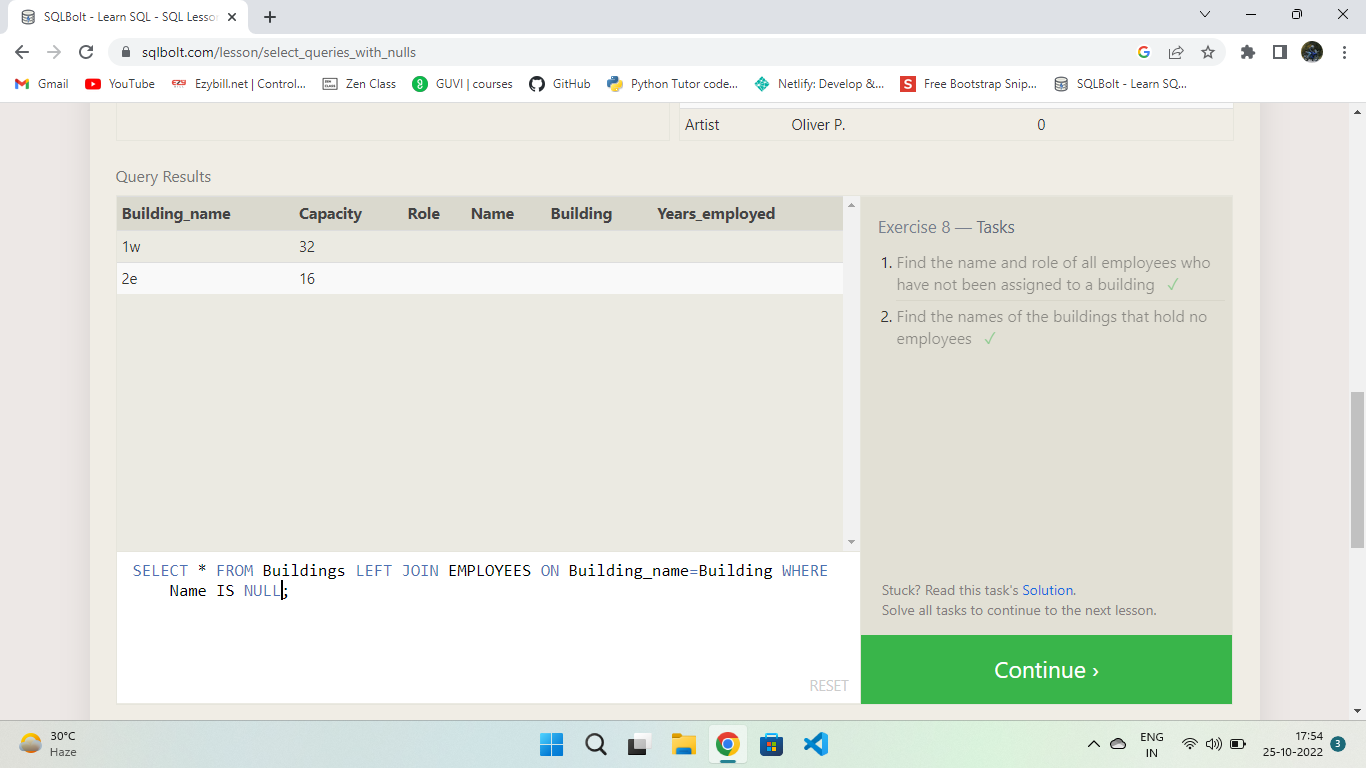 SQLBolt - Learn SQL - SQL Lesson
sqlbolt.com/lesson/select_queries_with_nulls
Gmail YouTube Ezybill.net | Control... Zen Class GUVI | courses GitHub Python Tutor code... Netlify: Develop &... Free Bootstrap Snip... SQLBolt - Learn SQ...
Artist Oliver P. 0
Query Results
Building_name Capacity Role Name Building Years_employed
1w 32
2e 16
Exercise 8 — Tasks
1. Find the name and role of all employees who
have not been assigned to a building ✓
2. Find the names of the buildings that hold no
employees ✓
SELECT * FROM Buildings LEFT JOIN EMPLOYEES ON Building_name=Building WHERE
Name IS NULL;
RESET
Stuck? Read this task's Solution.
Solve all tasks to continue to the next lesson.
Continue ›
30°C
Haze
ENG
IN
17:54
25-10-2022
3